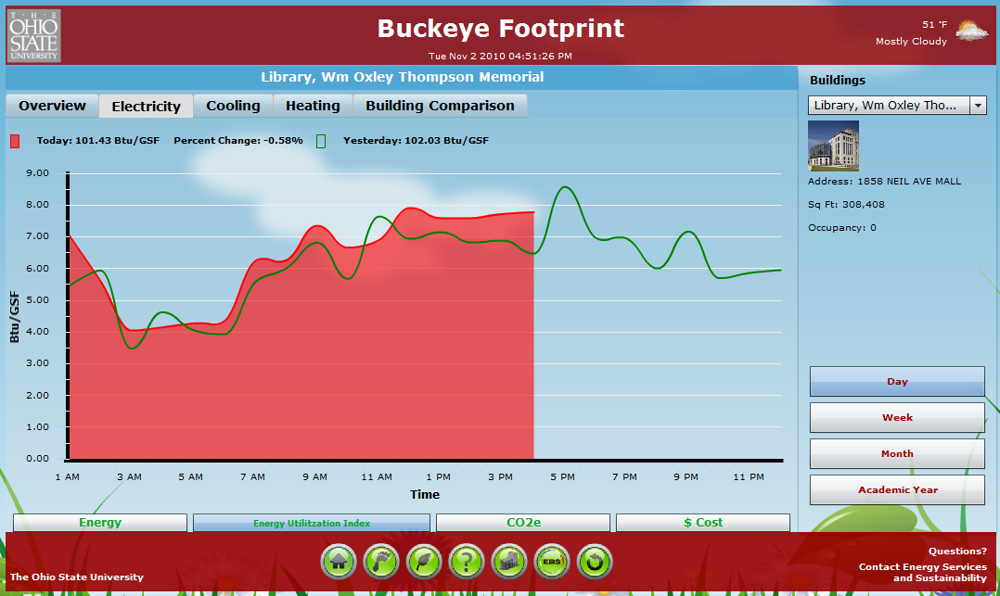 THE
OHIO
STATE
UNIVERSITY
Buckeye Footprint
Tue Nov 2 2010 04:51:26 PM
51 °F
Mostly Cloudy
Library, Wm Oxley Thompson Memorial
Overview
Electricity
Cooling
Heating
Building Comparison
Today: 101.43 Btu/GSF
Percent Change: -0.58%
Yesterday: 102.03 Btu/GSF
9.00
8.00
7.00
6.00
5.00
4.00
3.00
2.00
1.00
0.00
Btu/GSF
1 AM
3 AM
5 AM
7 AM
9 AM
11 AM
1 PM
3 PM
5 PM
7 PM
9 PM
11 PM
Time
Energy
Energy Utilitzation Index
CO2e
$ Cost
Buildings
Library, Wm Oxley Tho...
Address: 1858 NEIL AVE MALL
Sq Ft: 308,408
Occupancy: 0
Day
Week
Month
Academic Year
The Ohio State University
?
EBS
Questions?
Contact Energy Services
and Sustainability